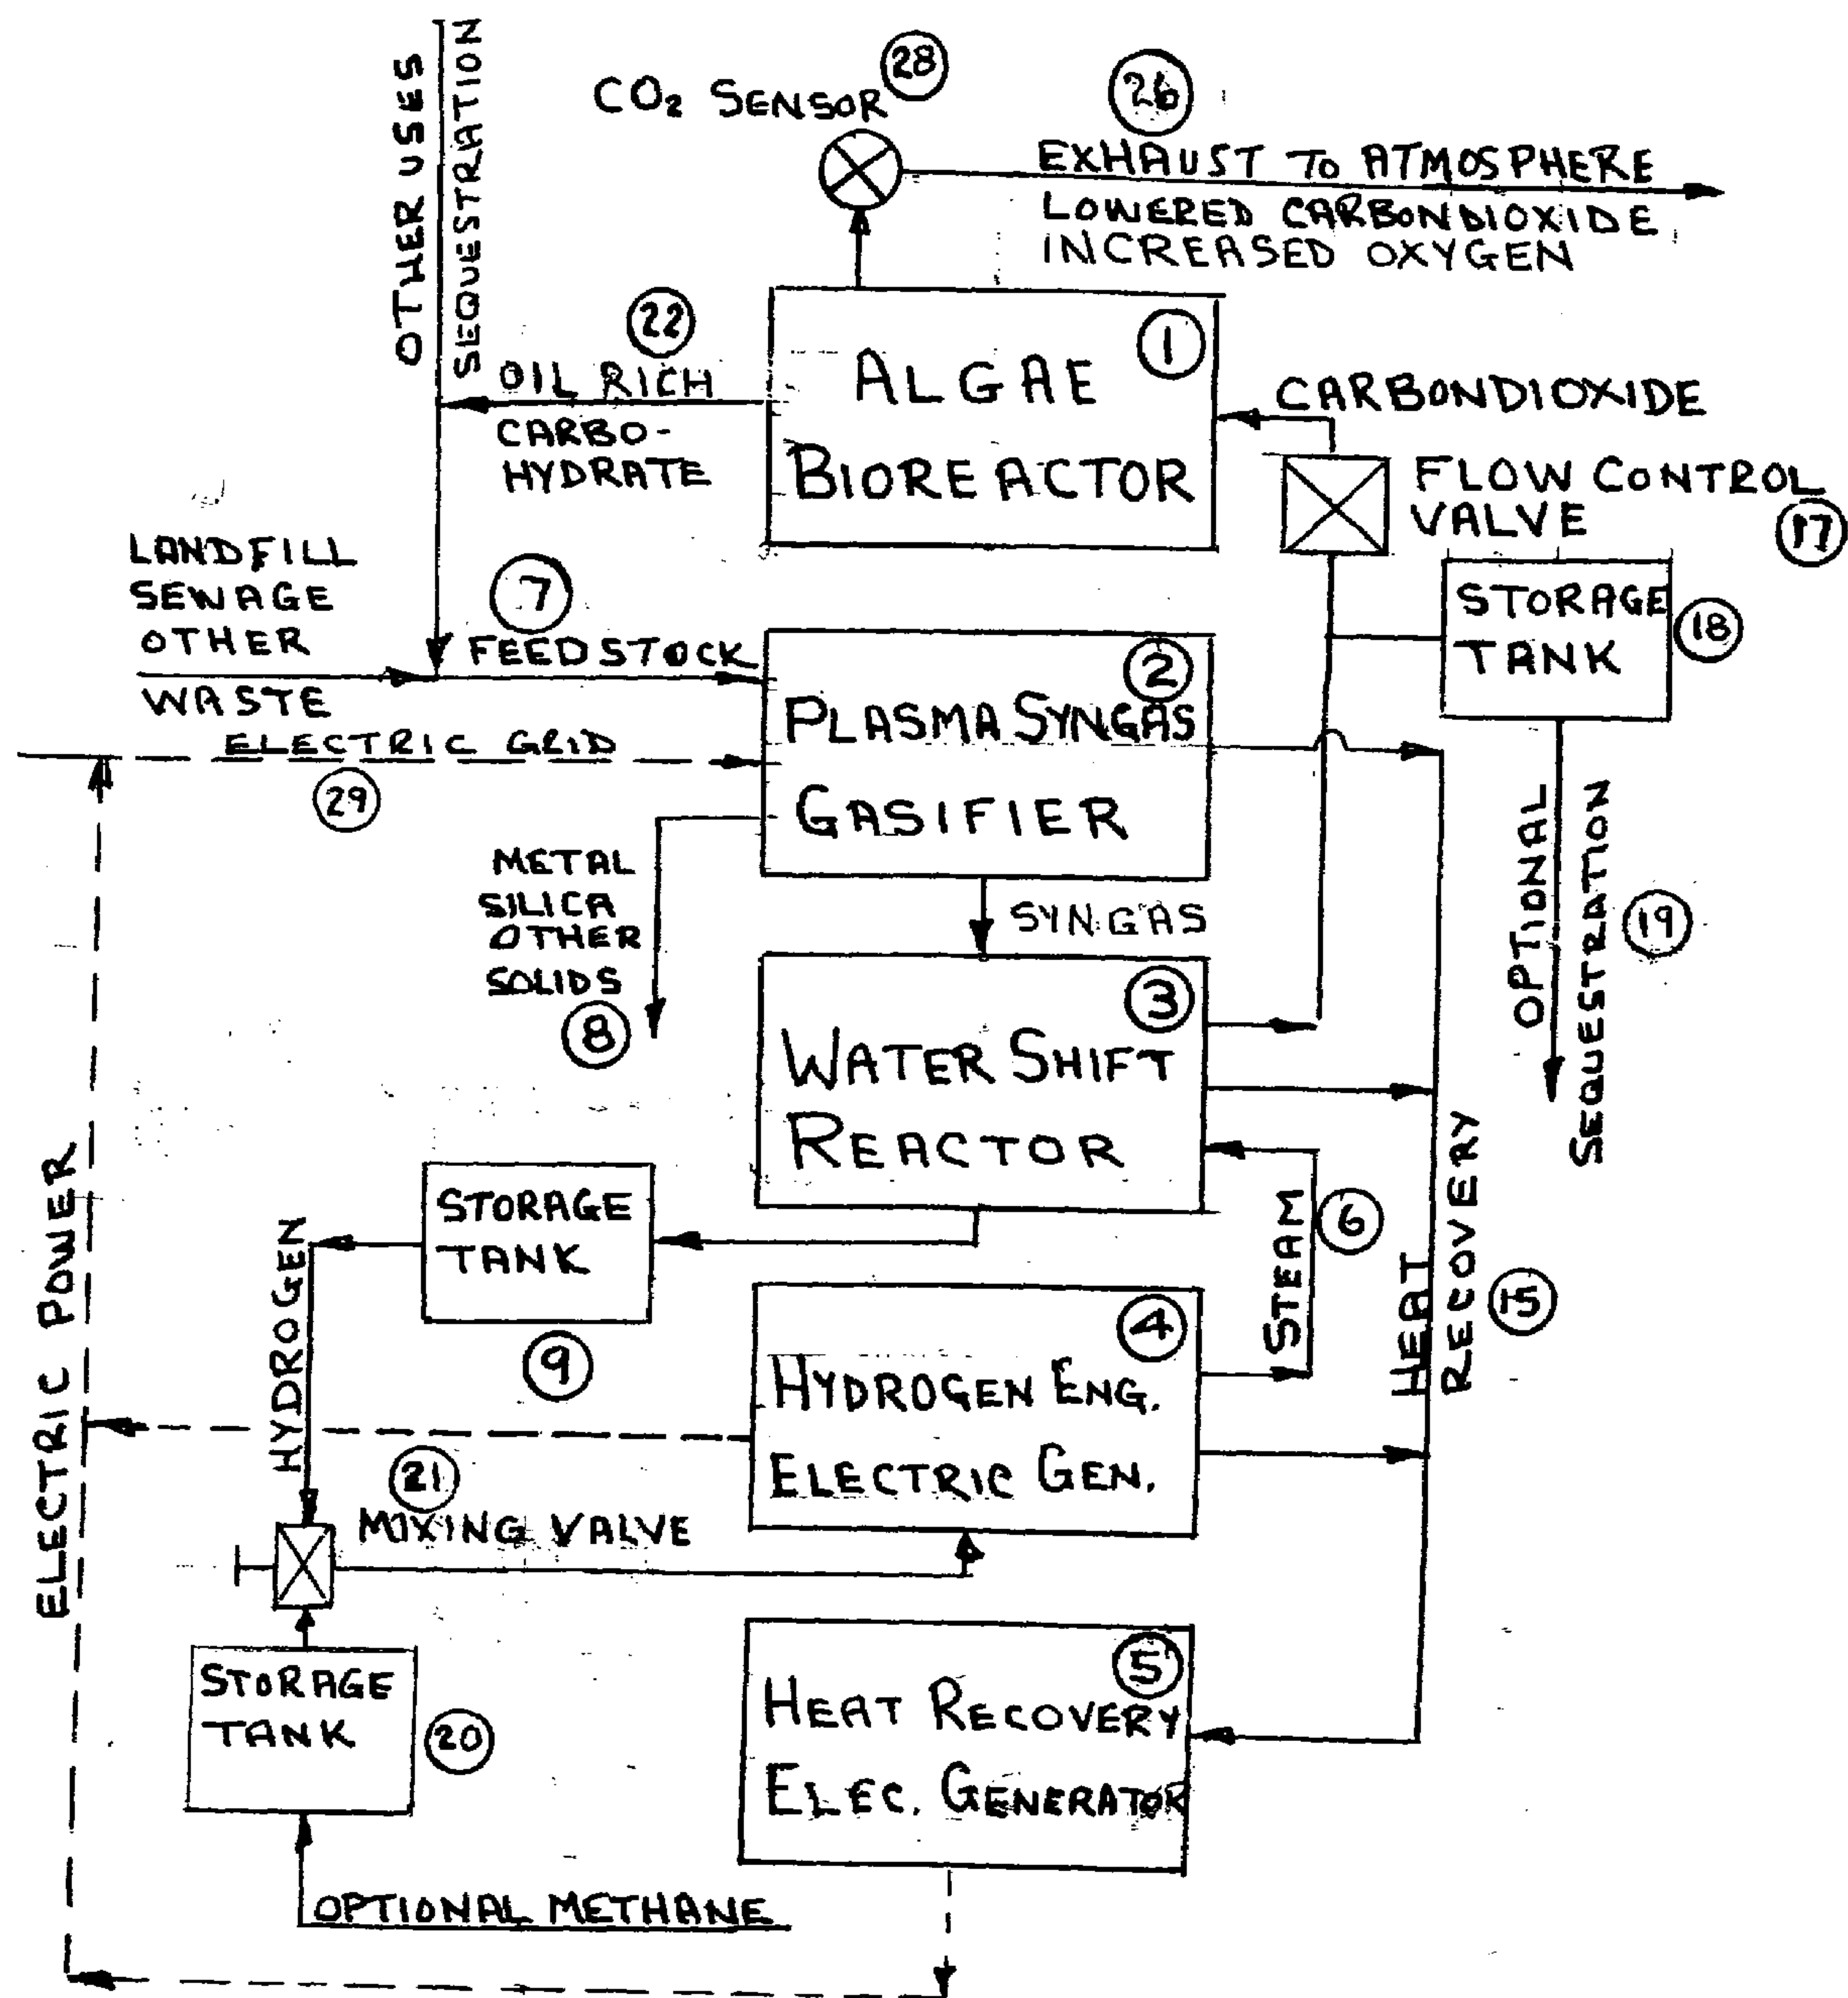 OTHER USES
SEQUESTRATION
CO₂ SENSOR
28
26
EXHAUST TO ATMOSPHERE
LOWERED CARBONDIOXIDE
INCREASED OXYGEN
22
OIL RICH
CARBO-
HYDRATE
1
ALGAE
BIOREACTOR
CARBONDIOXIDE
FLOW CONTROL
VALVE
17
LANDFILL
SEWAGE
OTHER
WASTE
7
FEEDSTOCK
STORAGE
TANK
18
2
PLASMA SYNGAS
GASIFIER
ELECTRIC GRID
29
METAL
SILICA
OTHER
SOLIDS
8
SYNGAS
OPTIONAL
SEQUESTRATION
19
3
WATER SHIFT
REACTOR
STORAGE
TANK
9
HYDROGEN
STEAM
6
HEAT
RECOVERY
15
ELECTRIC POWER
4
HYDROGEN ENG.
ELECTRIC GEN.
21
MIXING VALVE
STORAGE
TANK
20
5
HEAT RECOVERY
ELEC. GENERATOR
OPTIONAL METHANE